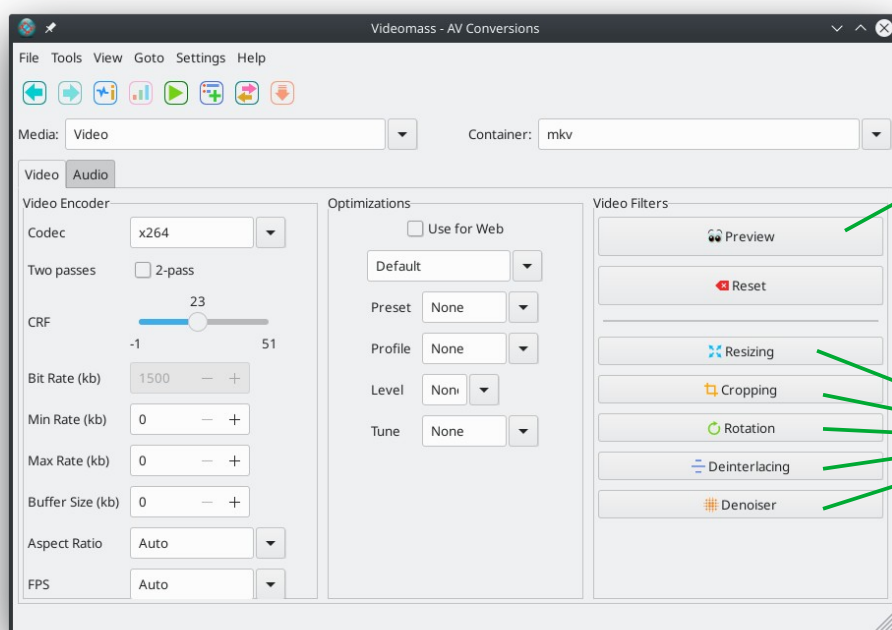 Videomass - AV Conversions
File Tools View Goto Settings Help
Media: Video Container: mkv
Video Audio
Video Encoder
Codec x264
Two passes 2-pass
23
CRF
-1 51
Bit Rate (kb) 1500
Min Rate (kb) 0
Max Rate (kb) 0
Buffer Size (kb) 0
Aspect Ratio Auto
FPS Auto
Optimizations
Use for Web
Default
Preset None
Profile None
Level Non
Tune None
Video Filters
Preview
Reset
Resizing
Cropping
Rotation
Deinterlacing
Denoiser